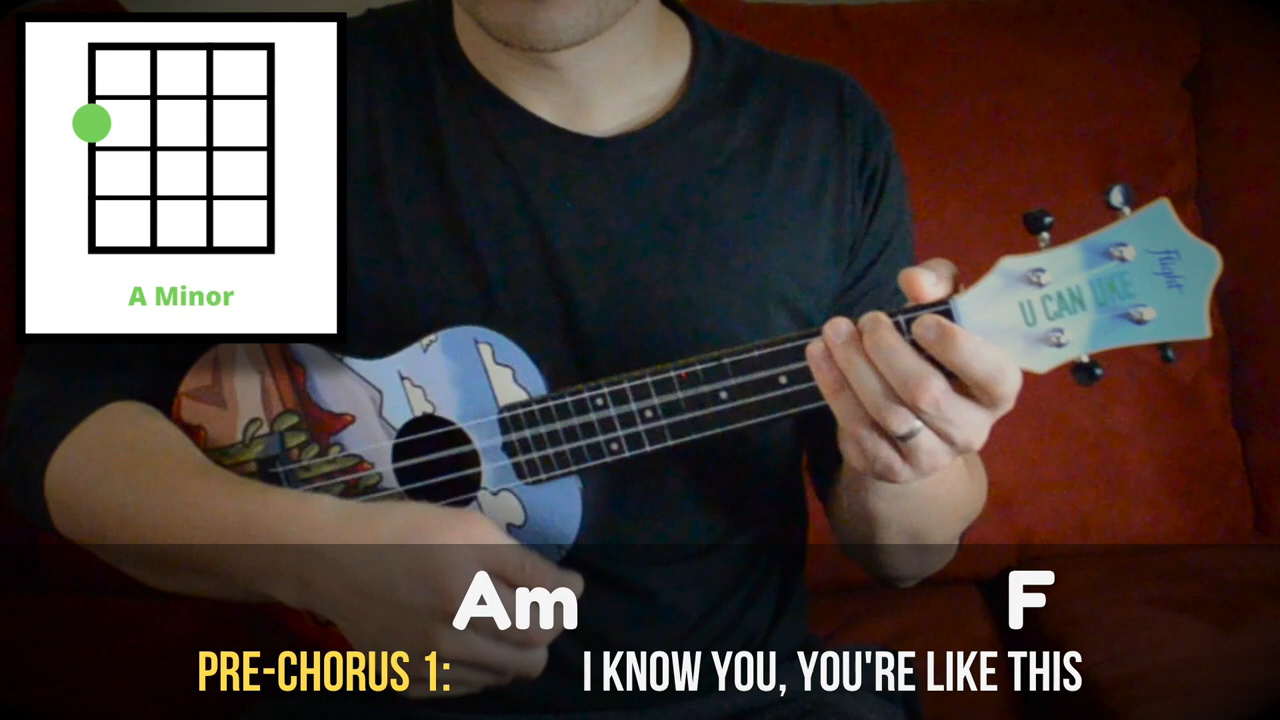 A Minor
flight
U CAN UKE
Am F
PRE-CHORUS 1: I KNOW YOU, YOU'RE LIKE THIS